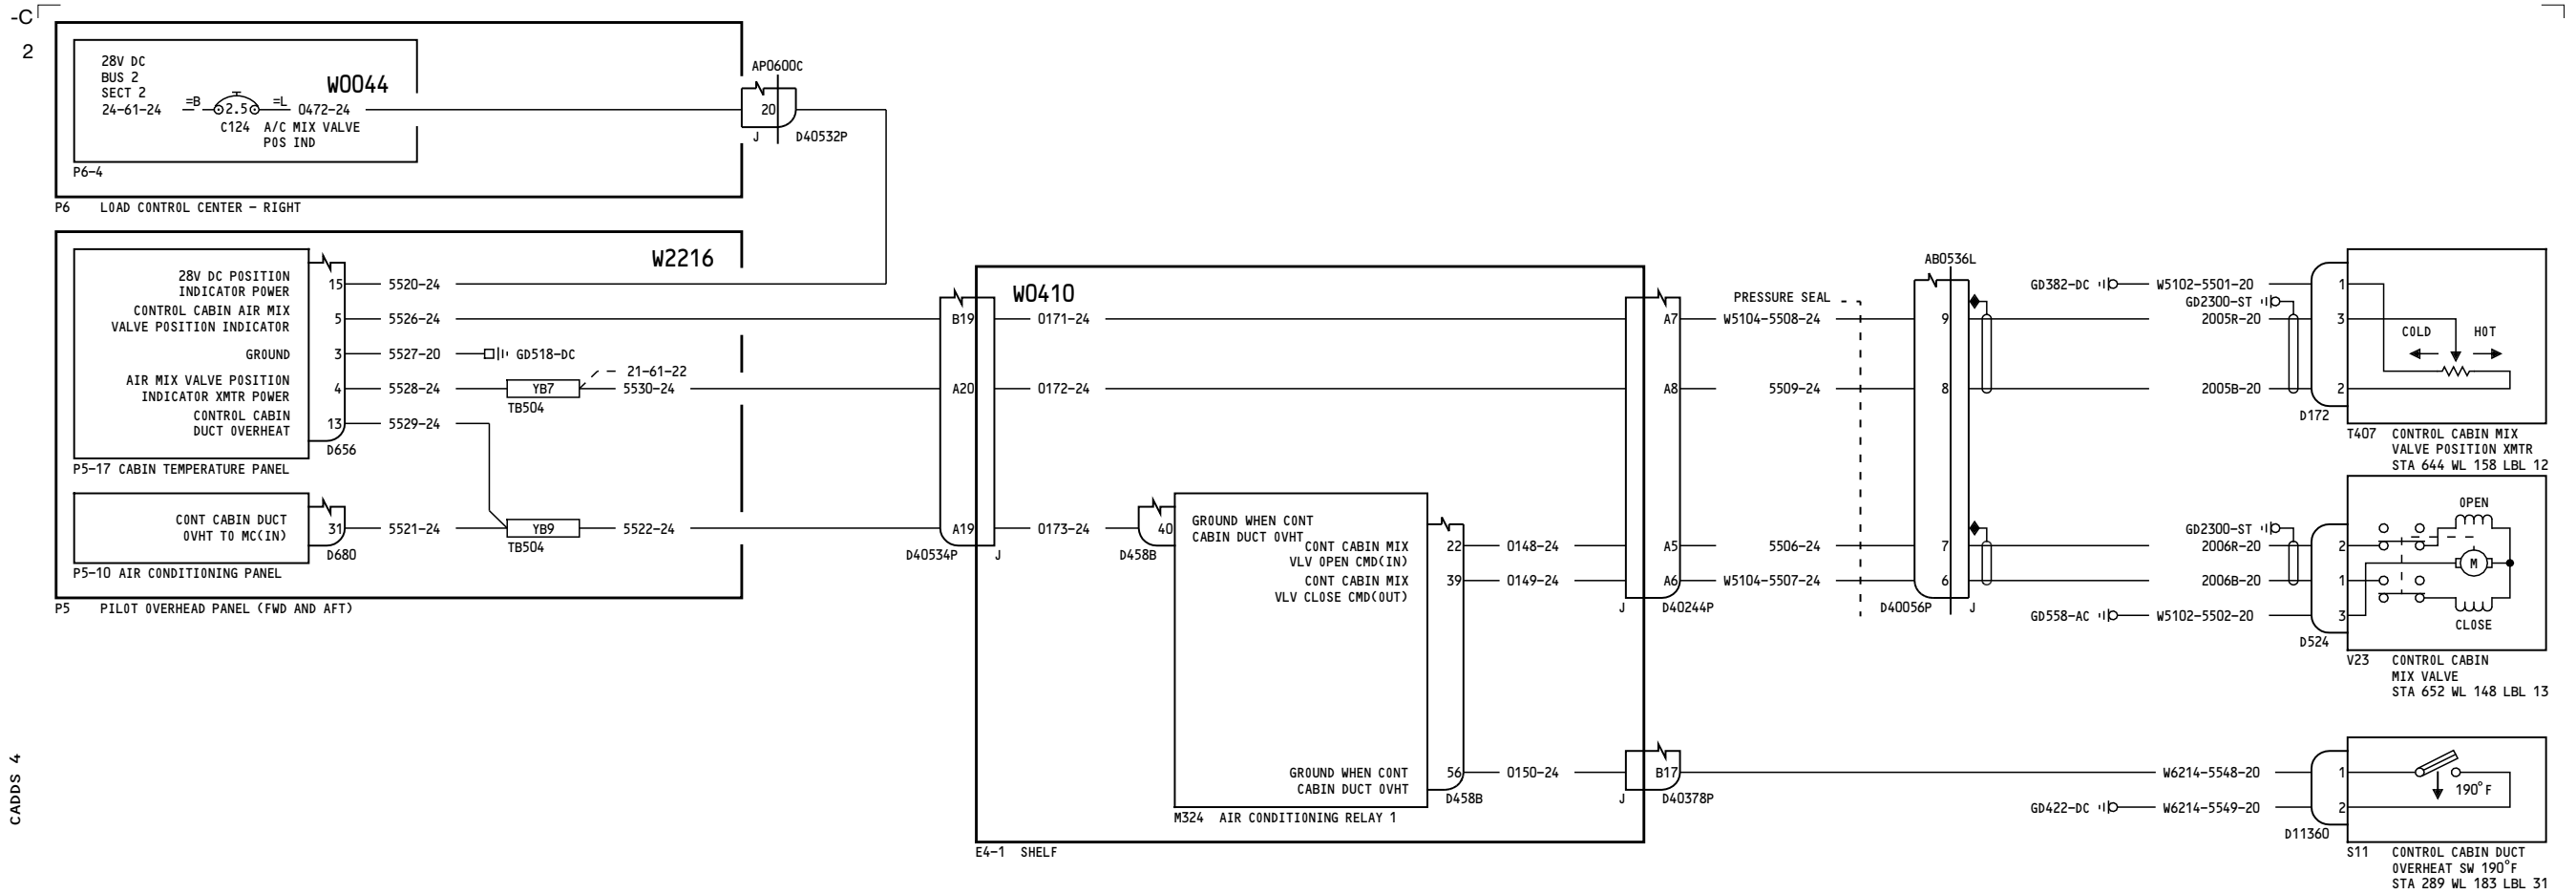 -C
2
28V DC
BUS 2
SECT 2
24-61-24
=B
2.5
=L
0472-24
W0044
C124
A/C MIX VALVE
POS IND
P6-4
P6 LOAD CONTROL CENTER - RIGHT
AP0600C
20
J
D40532P
W2216
28V DC POSITION
INDICATOR POWER
15
5520-24
CONTROL CABIN AIR MIX
VALVE POSITION INDICATOR
5
5526-24
GROUND
3
5527-20
GD518-DC
AIR MIX VALVE POSITION
INDICATOR XMTR POWER
4
5528-24
YB7
TB504
21-61-22
5530-24
CONTROL CABIN
DUCT OVERHEAT
13
5529-24
D656
P5-17 CABIN TEMPERATURE PANEL
CONT CABIN DUCT
OVHT TO MC(IN)
31
5521-24
YB9
TB504
5522-24
D680
P5-10 AIR CONDITIONING PANEL
P5 PILOT OVERHEAD PANEL (FWD AND AFT)
W0410
B19
0171-24
A20
0172-24
A19
0173-24
D40534P
J
40
D458B
GROUND WHEN CONT
CABIN DUCT OVHT
CONT CABIN MIX
VLV OPEN CMD(IN)
22
0148-24
CONT CABIN MIX
VLV CLOSE CMD(OUT)
39
0149-24
GROUND WHEN CONT
CABIN DUCT OVHT
56
0150-24
D458B
M324 AIR CONDITIONING RELAY 1
E4-1 SHELF
A7
W5104-5508-24
A8
5509-24
A5
5506-24
A6
W5104-5507-24
J
D40244P
B17
J
D40378P
PRESSURE SEAL
AB0536L
9
8
7
6
D40056P
J
GD382-DC
W5102-5501-20
1
GD2300-ST
2005R-20
3
2005B-20
2
D172
COLD
HOT
T407 CONTROL CABIN MIX
VALVE POSITION XMTR
STA 644 WL 158 LBL 12
GD2300-ST
2006R-20
2
2006B-20
1
GD558-AC
W5102-5502-20
3
D524
OPEN
M
CLOSE
V23 CONTROL CABIN
MIX VALVE
STA 652 WL 148 LBL 13
W6214-5548-20
1
GD422-DC
W6214-5549-20
2
D11360
190°F
S11 CONTROL CABIN DUCT
OVERHEAT SW 190°F
STA 289 WL 183 LBL 31
CADDS 4